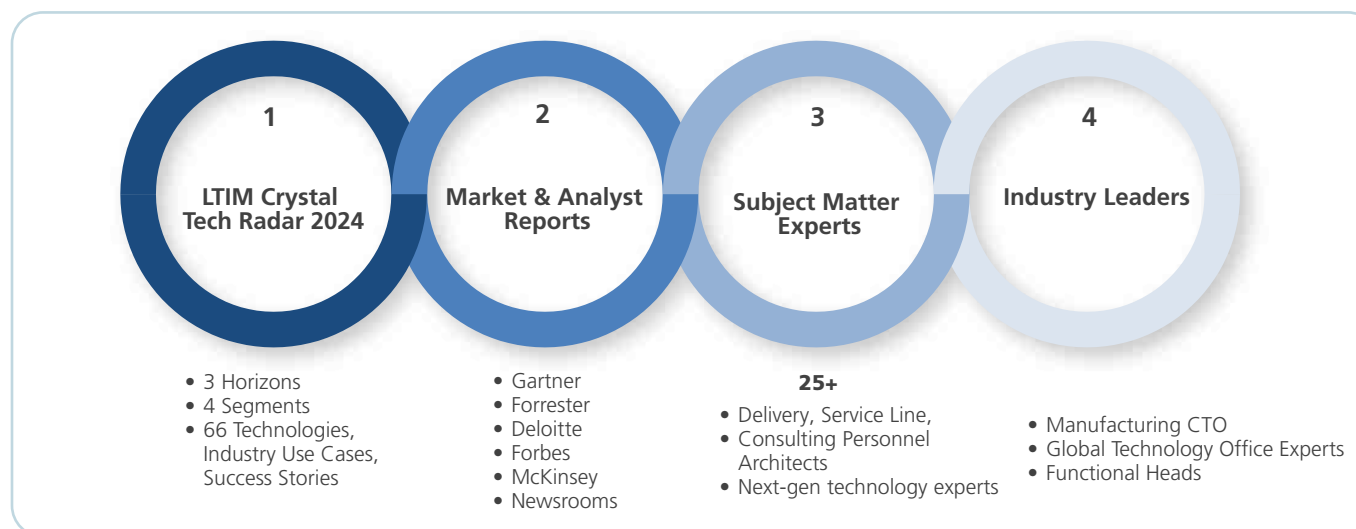 1
LTIM Crystal
Tech Radar 2024
• 3 Horizons
• 4 Segments
• 66 Technologies,
Industry Use Cases,
Success Stories
2
Market & Analyst
Reports
• Gartner
• Forrester
• Deloitte
• Forbes
• McKinsey
• Newsrooms
3
Subject Matter
Experts
25+
• Delivery, Service Line,
• Consulting Personnel
Architects
• Next-gen technology experts
4
Industry Leaders
• Manufacturing CTO
• Global Technology Office Experts
• Functional Heads